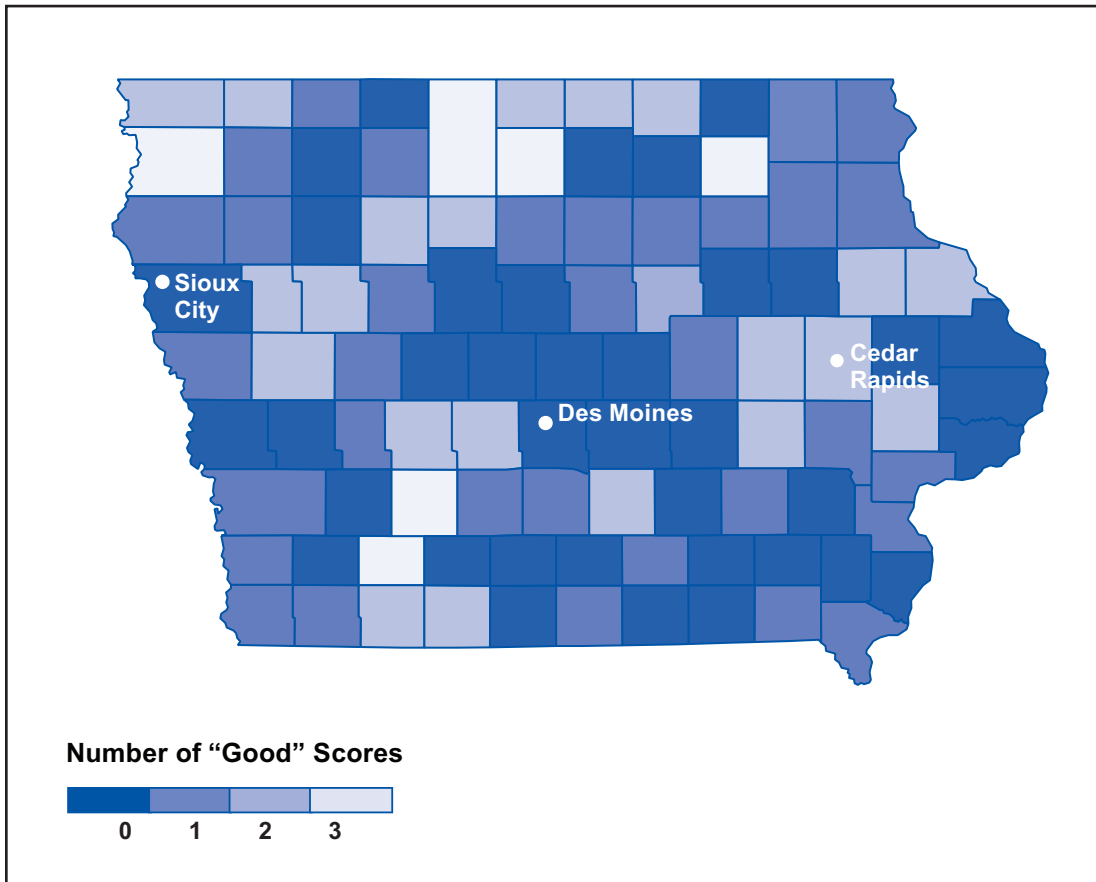 Sioux
City
Cedar
Rapids
Des Moines
Number of “Good” Scores
0 1 2 3